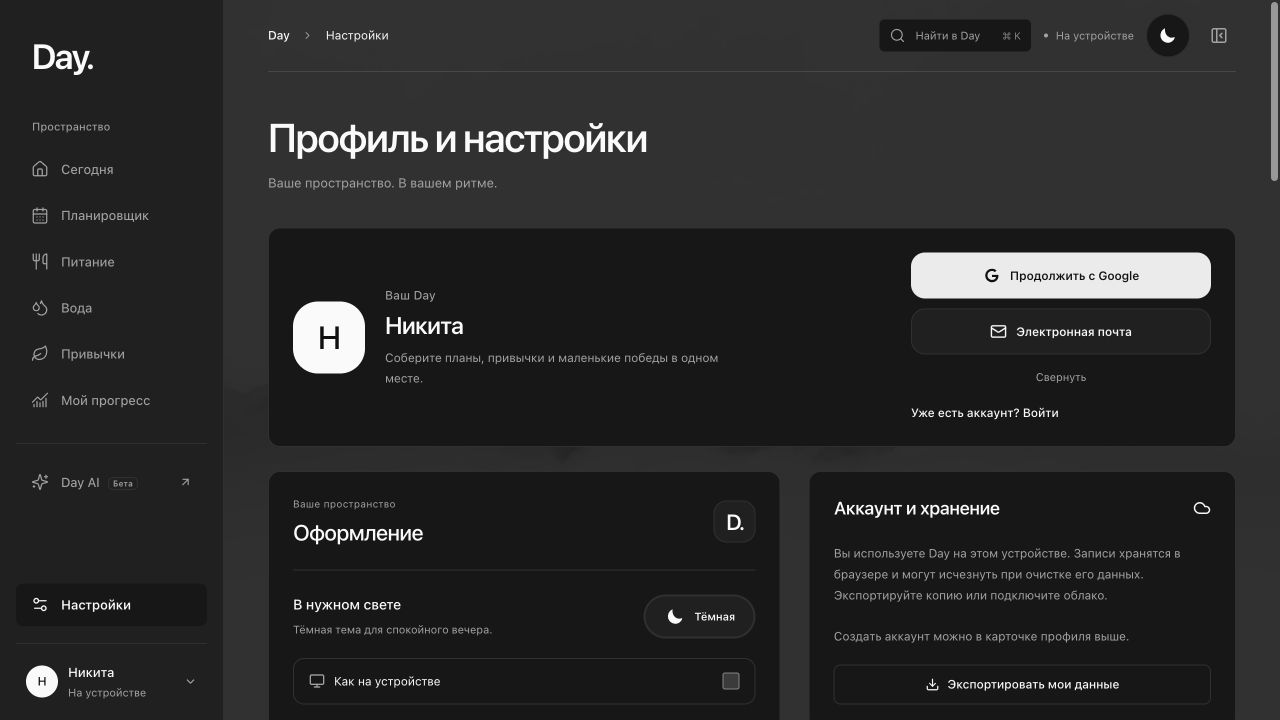 Day.
Пространство
Сегодня
Планировщик
Питание
Вода
Привычки
Мой прогресс
Day AI Бета
Настройки
Н
Никита
На устройстве
Day > Настройки
Найти в Day ⌘ K
• На устройстве
Профиль и настройки
Ваше пространство. В вашем ритме.
Н
Ваш Day
Никита
Соберите планы, привычки и маленькие победы в одном
месте.
G Продолжить с Google
Электронная почта
Свернуть
Уже есть аккаунт? Войти
Ваше пространство
Оформление
D.
В нужном свете
Тёмная тема для спокойного вечера.
Тёмная
Как на устройстве
Аккаунт и хранение
Вы используете Day на этом устройстве. Записи хранятся в
браузере и могут исчезнуть при очистке его данных.
Экспортируйте копию или подключите облако.
Создать аккаунт можно в карточке профиля выше.
Экспортировать мои данные